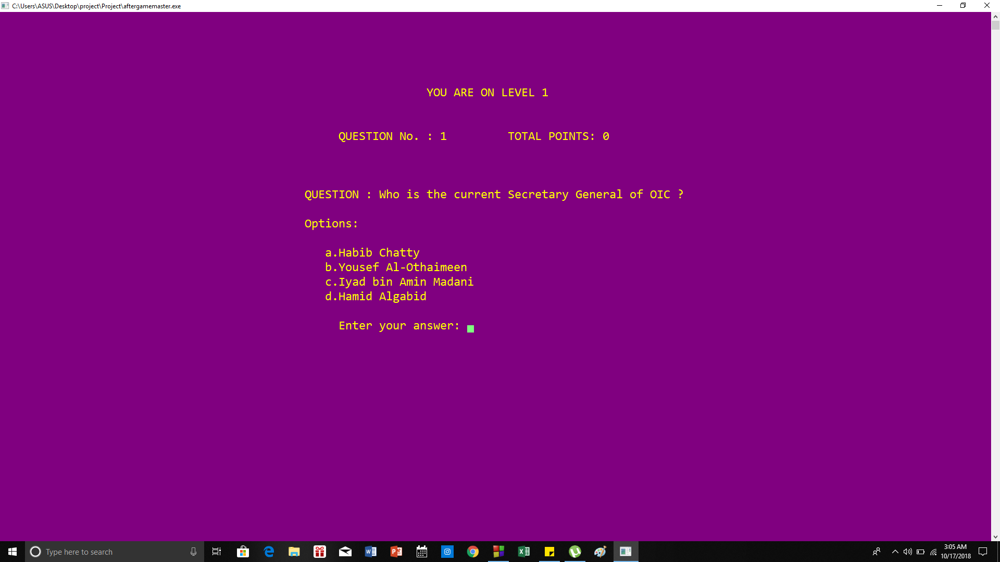 C:\Users\ASUS\Desktop\project\Project\aftergamemaster.exe
YOU ARE ON LEVEL 1
QUESTION No. : 1 TOTAL POINTS: 0
QUESTION : Who is the current Secretary General of OIC ?
Options:
a.Habib Chatty
b.Yousef Al-Othaimeen
c.Iyad bin Amin Madani
d.Hamid Algabid
Enter your answer:
Type here to search
3:05 AM
10/17/2018